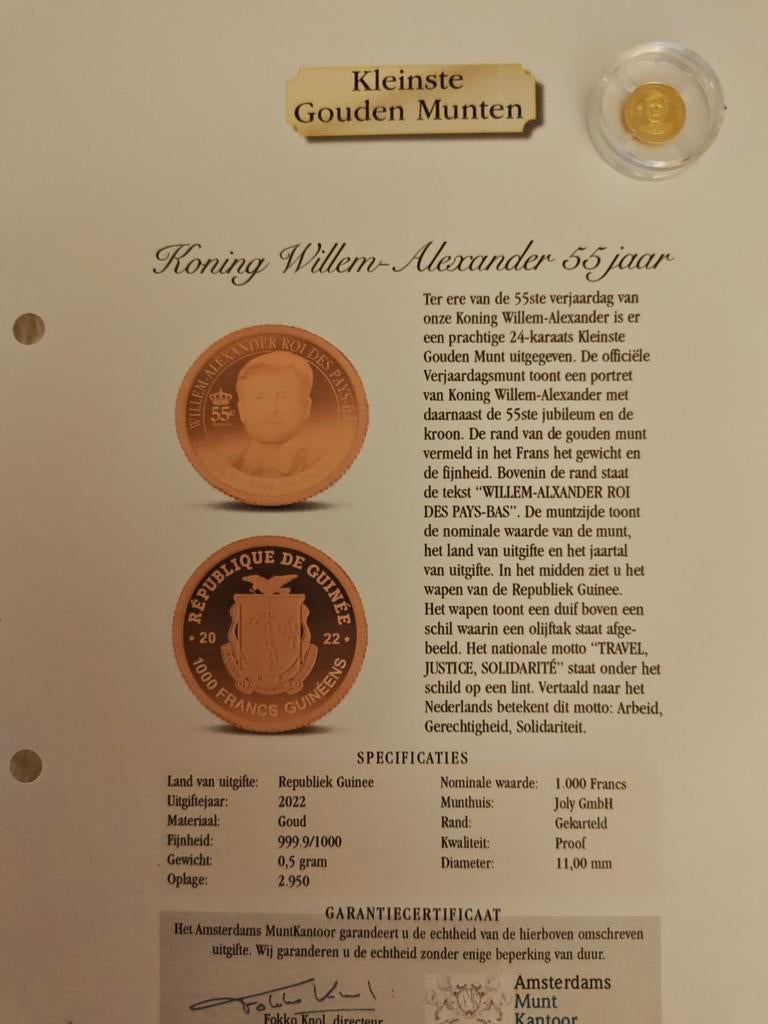 Kleinste
Gouden Munten
Koning Willem-Alexander 55 jaar
Ter ere van de 55ste verjaardag van
onze Koning Willem-Alexander is er
een prachtige 24-karaats Kleinste
Gouden Munt uitgegeven. De officiële
Verjaardagsmunt toont een portret
van Koning Willem-Alexander met
daarnaast de 55ste jubileum en de
kroon. De rand van de gouden munt
vermeld in het Frans het gewicht en
de fijnheid. Bovenin de rand staat
de tekst “WILLEM-ALXANDER ROI
DES PAYS-BAS”. De muntzijde toont
de nominale waarde van de munt,
het land van uitgifte en het jaartal
van uitgifte. In het midden ziet u het
wapen van de Republiek Guinee.
Het wapen toont een duif boven een
schil waarin een olijftak staat afge-
beeld. Het nationale motto “TRAVEL,
JUSTICE, SOLIDARITÉ” staat onder het
schild op een lint. Vertaald naar het
Nederlands betekent dit motto: Arbeid,
Gerechtigheid, Solidariteit.
WILLEM-ALEXANDER ROI DES PAYS-B
55e
RÉPUBLIQUE DE GUINÉE
20 22
1000 FRANCS GUINÉENS
SPECIFICATIES
Land van uitgifte: Republiek Guinee
Uitgiftejaar: 2022
Materiaal: Goud
Fijnheid: 999.9/1000
Gewicht: 0,5 gram
Oplage: 2.950
Nominale waarde: 1.000 Francs
Munthuis: Joly GmbH
Rand: Gekarteld
Kwaliteit: Proof
Diameter: 11,00 mm
GARANTIECERTIFICAAT
Het Amsterdams MuntKantoor garandeert u de echtheid van de hierboven omschreven
uitgifte. Wij garanderen u de echtheid zonder enige beperking van duur.
Fokko Knol
Fokko Knol, directeur
Amsterdams
Munt
Kantoor